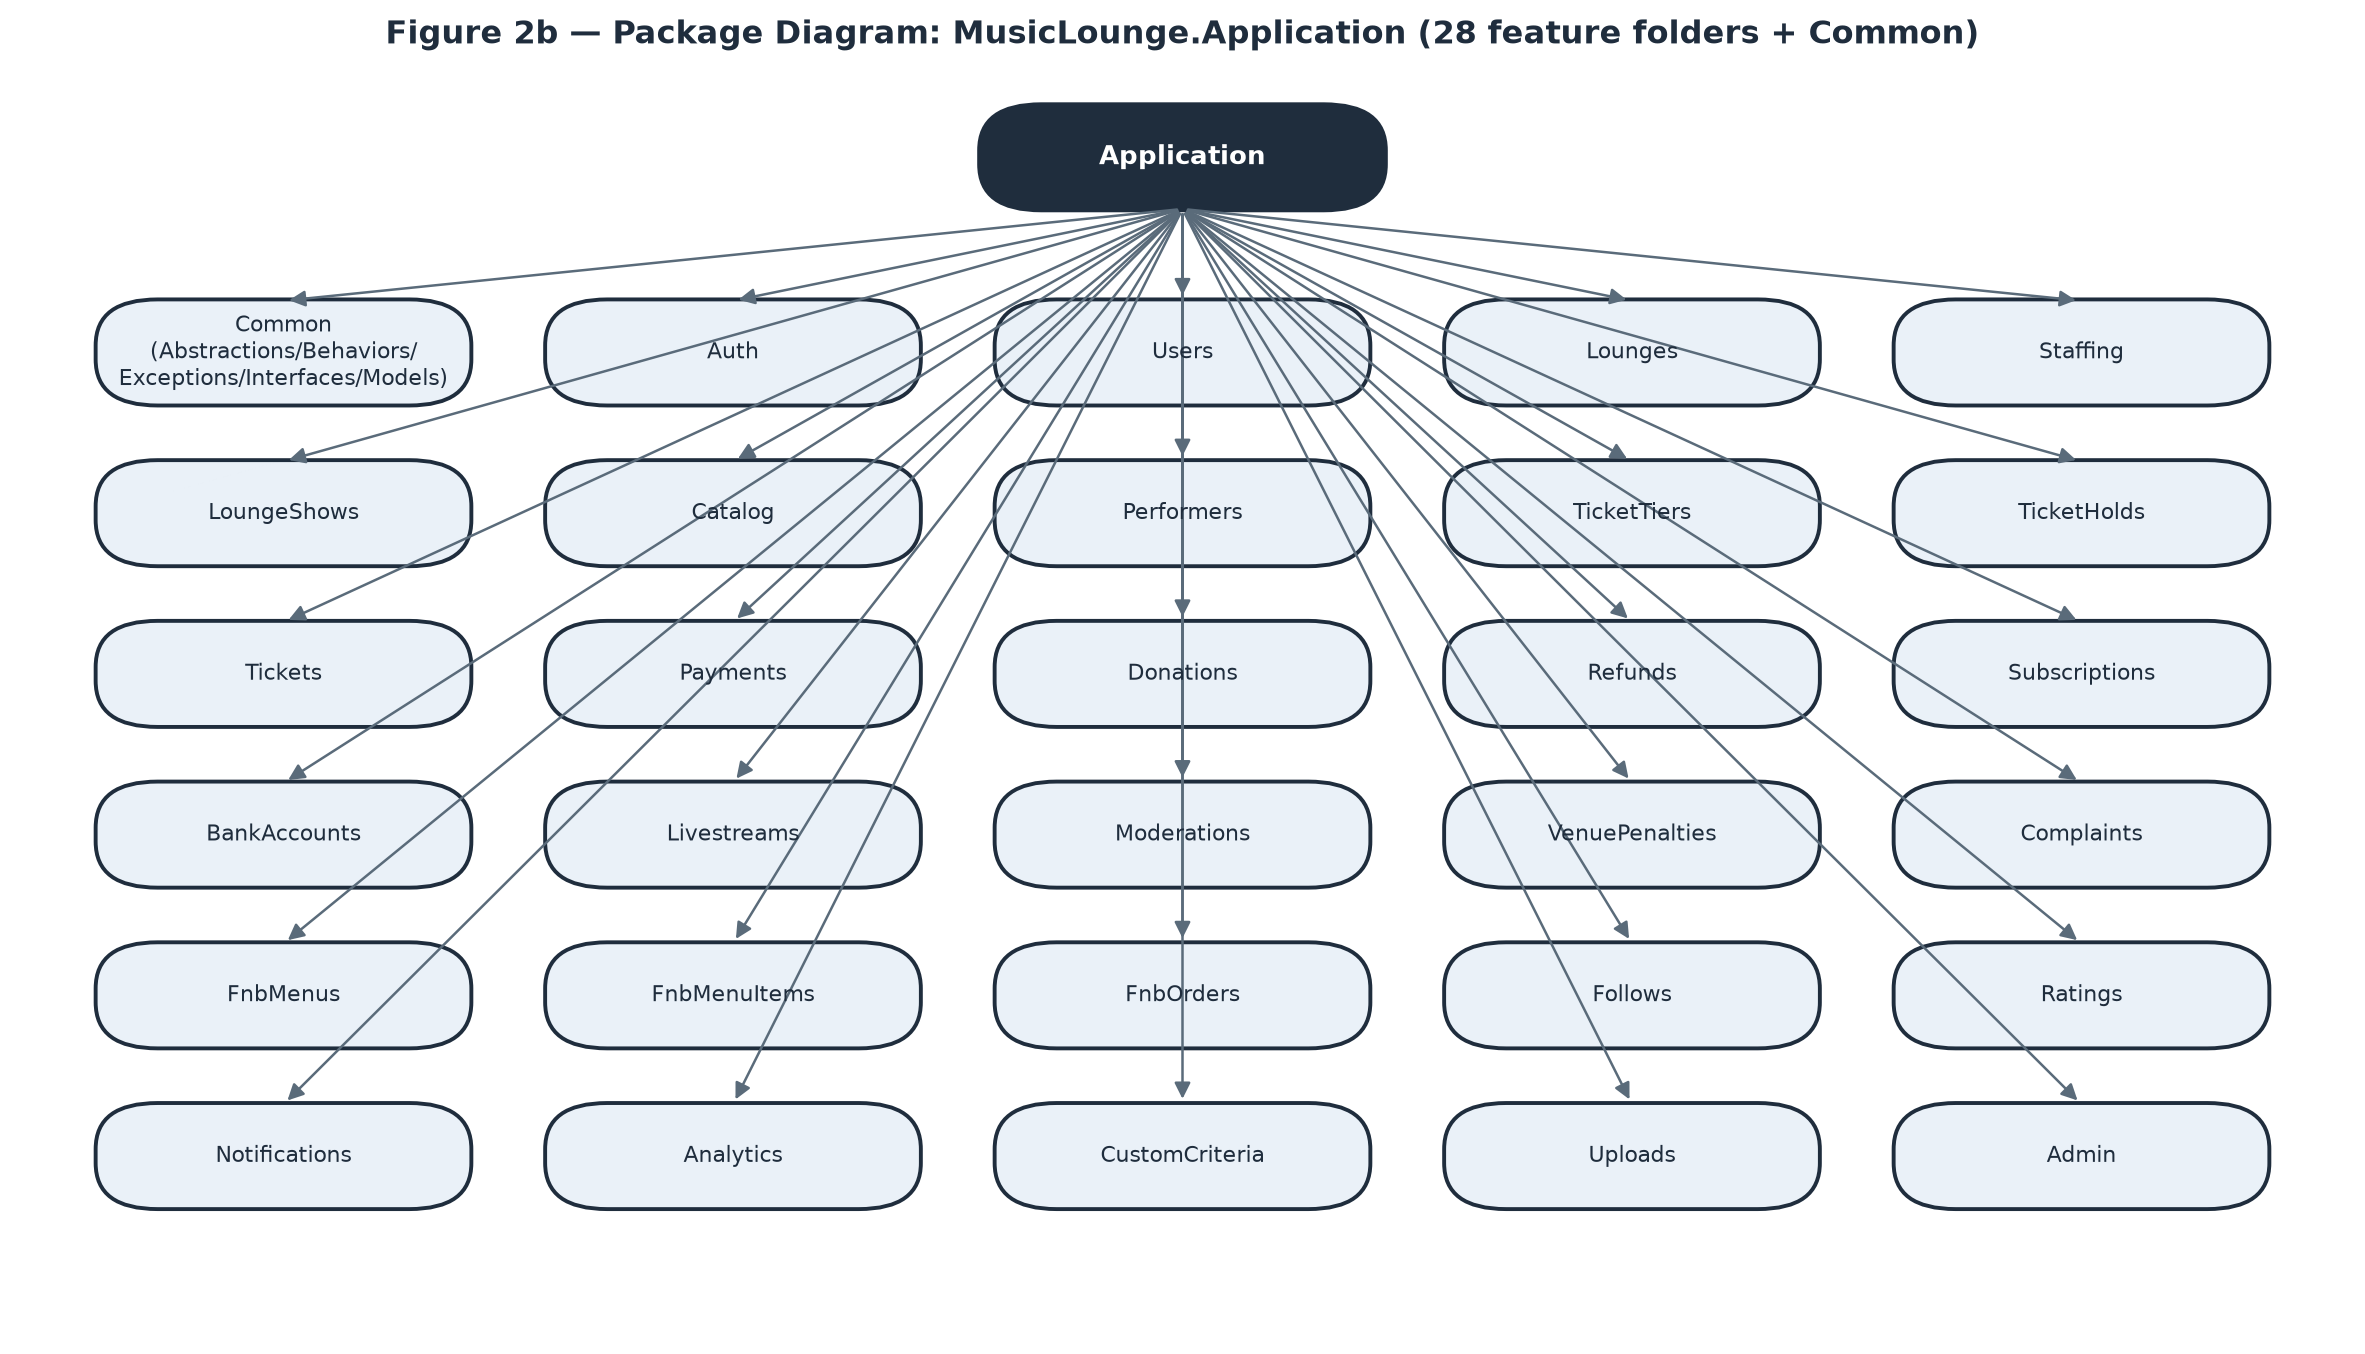 Figure 2b — Package Diagram: MusicLounge.Application (28 feature folders + Common)
Application
Common
(Abstractions/Behaviors/
Exceptions/Interfaces/Models)
Auth
Users
Lounges
Staffing
LoungeShows
Catalog
Performers
TicketTiers
TicketHolds
Tickets
Payments
Donations
Refunds
Subscriptions
BankAccounts
Livestreams
Moderations
VenuePenalties
Complaints
FnbMenus
FnbMenuItems
FnbOrders
Follows
Ratings
Notifications
Analytics
CustomCriteria
Uploads
Admin